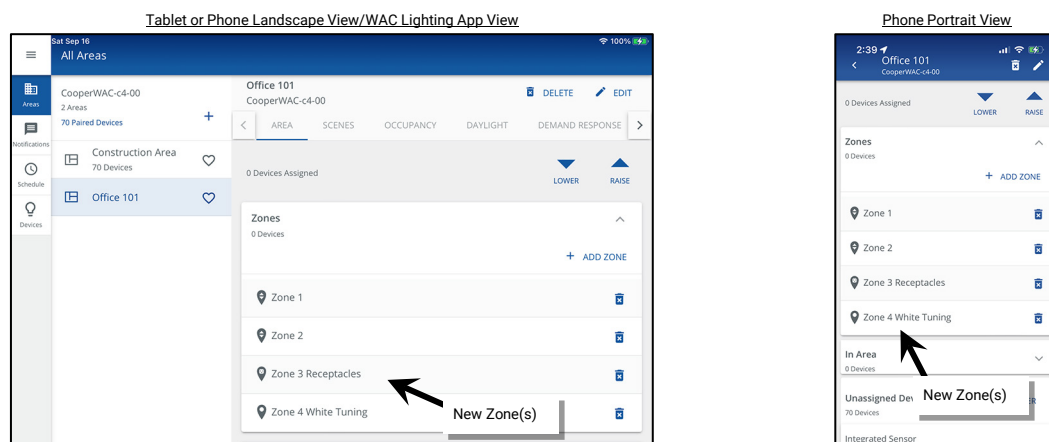 Tablet or Phone Landscape View/WAC Lighting App View
Sat Sep 16
100%
All Areas
Areas
Notifications
Schedule
Devices
CooperWAC-c4-00
2 Areas
70 Paired Devices
+
Construction Area
70 Devices
Office 101
Office 101
CooperWAC-c4-00
DELETE
EDIT
< AREA SCENES OCCUPANCY DAYLIGHT DEMAND RESPONSE >
0 Devices Assigned
LOWER
RAISE
Zones
0 Devices
+ ADD ZONE
Zone 1
Zone 2
Zone 3 Receptacles
Zone 4 White Tuning
New Zone(s)
Phone Portrait View
2:39
Office 101
CooperWAC-c4-00
0 Devices Assigned
LOWER
RAISE
Zones
0 Devices
+ ADD ZONE
Zone 1
Zone 2
Zone 3 Receptacles
Zone 4 White Tuning
In Area
0 Devices
Unassigned
70 Devices
New Zone(s)
Integrated Sensor